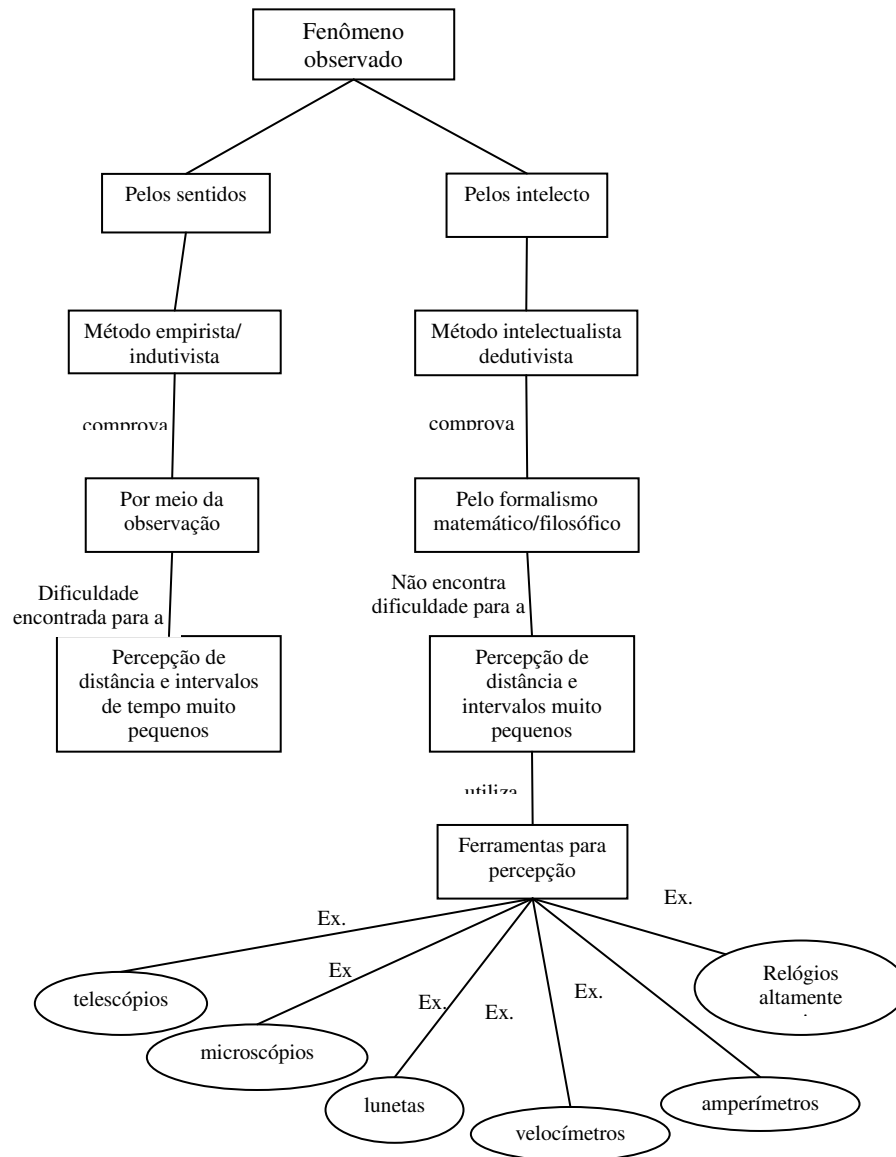 Fenômeno
observado
Pelos sentidos
Pelos intelecto
Método empirista/
indutivista
Método intelectualista
dedutivista
comprova
comprova
Por meio da
observação
Pelo formalismo
matemático/filosófico
Dificuldade
encontrada para a
Não encontra
dificuldade para a
Percepção de
distância e intervalos
de tempo muito
pequenos
Percepção de
distância e
intervalos muito
pequenos
utiliza
Ferramentas para
percepção
Ex.
Ex
Ex.
Ex.
Ex.
Ex.
telescópios
microscópios
lunetas
velocímetros
amperímetros
Relógios
altamente